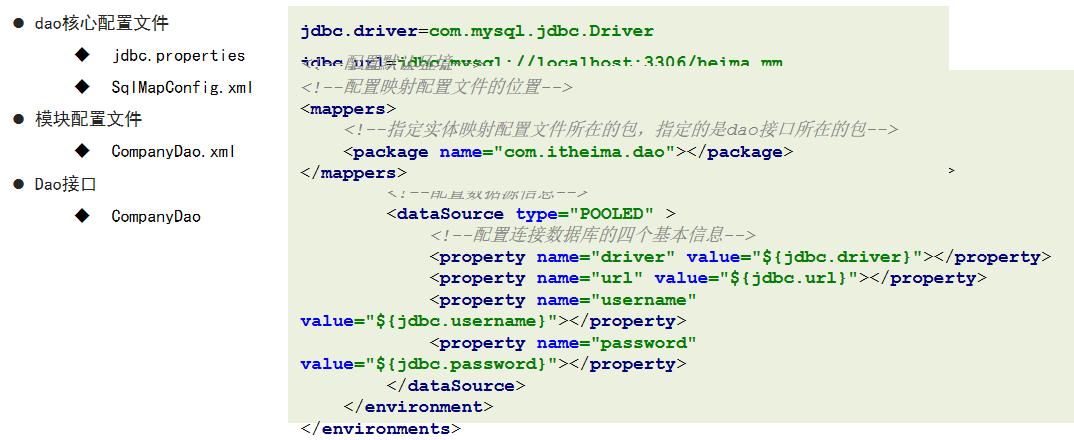 dao核心配置文件
jdbc.properties
SqlMapConfig.xml
模块配置文件
CompanyDao.xml
Dao接口
CompanyDao
jdbc.driver=com.mysql.jdbc.Driver
jdbc.url=jdbc:mysql://localhost:3306/heima_mm
<!--配置映射配置文件的位置-->
<mappers>
<!--指定实体映射配置文件所在的包，指定的是dao接口所在的包-->
<package name="com.itheima.dao"></package>
</mappers>
>
<!--配置数据源信息-->
<dataSource type="POOLED" >
<!--配置连接数据库的四个基本信息-->
<property name="driver" value="${jdbc.driver}"></property>
<property name="url" value="${jdbc.url}"></property>
<property name="username"
value="${jdbc.username}"></property>
<property name="password"
value="${jdbc.password}"></property>
</dataSource>
</environment>
</environments>